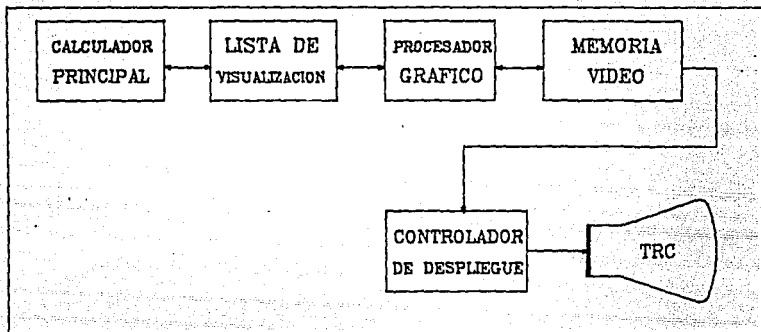 CALCULADOR
PRINCIPAL
LISTA DE
VISUALIZACION
PROCESADOR
GRAFICO
MEMORIA
VIDEO
CONTROLADOR
DE DESPLIEGUE
TRC